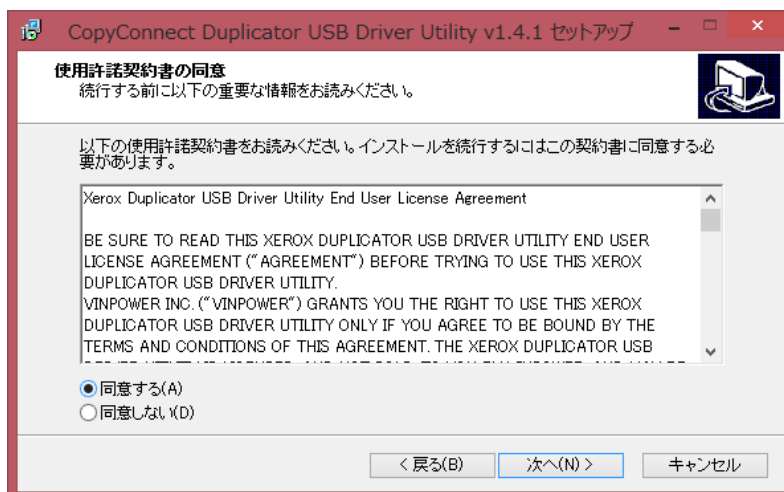 CopyConnect Duplicator USB Driver Utility v1.4.1 セットアップ
使用許諾契約書の同意
続行する前に以下の重要な情報をお読みください。
以下の使用許諾契約書をお読みください。インストールを続行するにはこの契約書に同意する必
要があります。
Xerox Duplicator USB Driver Utility End User License Agreement
BE SURE TO READ THIS XEROX DUPLICATOR USB DRIVER UTILITY END USER
LICENSE AGREEMENT ("AGREEMENT") BEFORE TRYING TO USE THIS XEROX
DUPLICATOR USB DRIVER UTILITY.
VINPOWER INC. ("VINPOWER") GRANTS YOU THE RIGHT TO USE THIS XEROX
DUPLICATOR USB DRIVER UTILITY ONLY IF YOU AGREE TO BE BOUND BY THE
TERMS AND CONDITIONS OF THIS AGREEMENT. THE XEROX DUPLICATOR USB
同意する(A)
同意しない(D)
< 戻る(B)
次へ(N) >
キャンセル